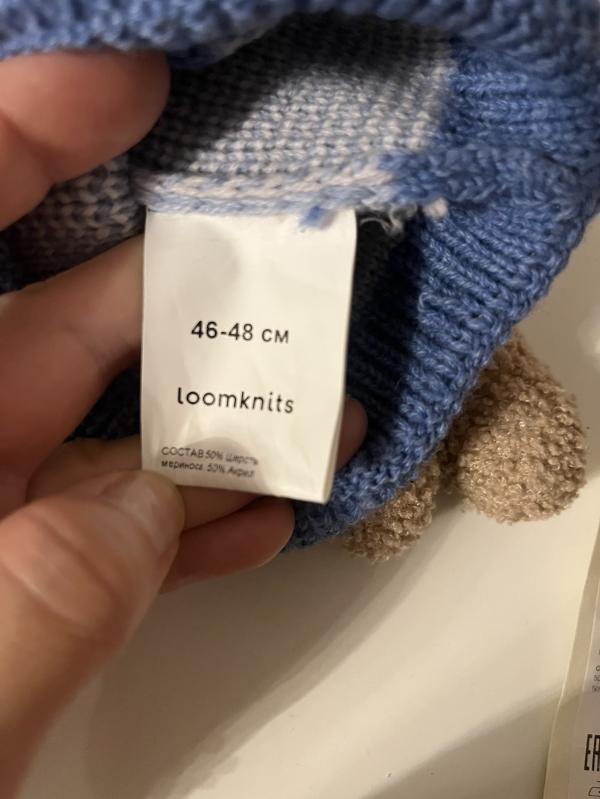 46-48 см
loomknits
СОСТАВ 50% Шерсть
мериноса 50% Акрил